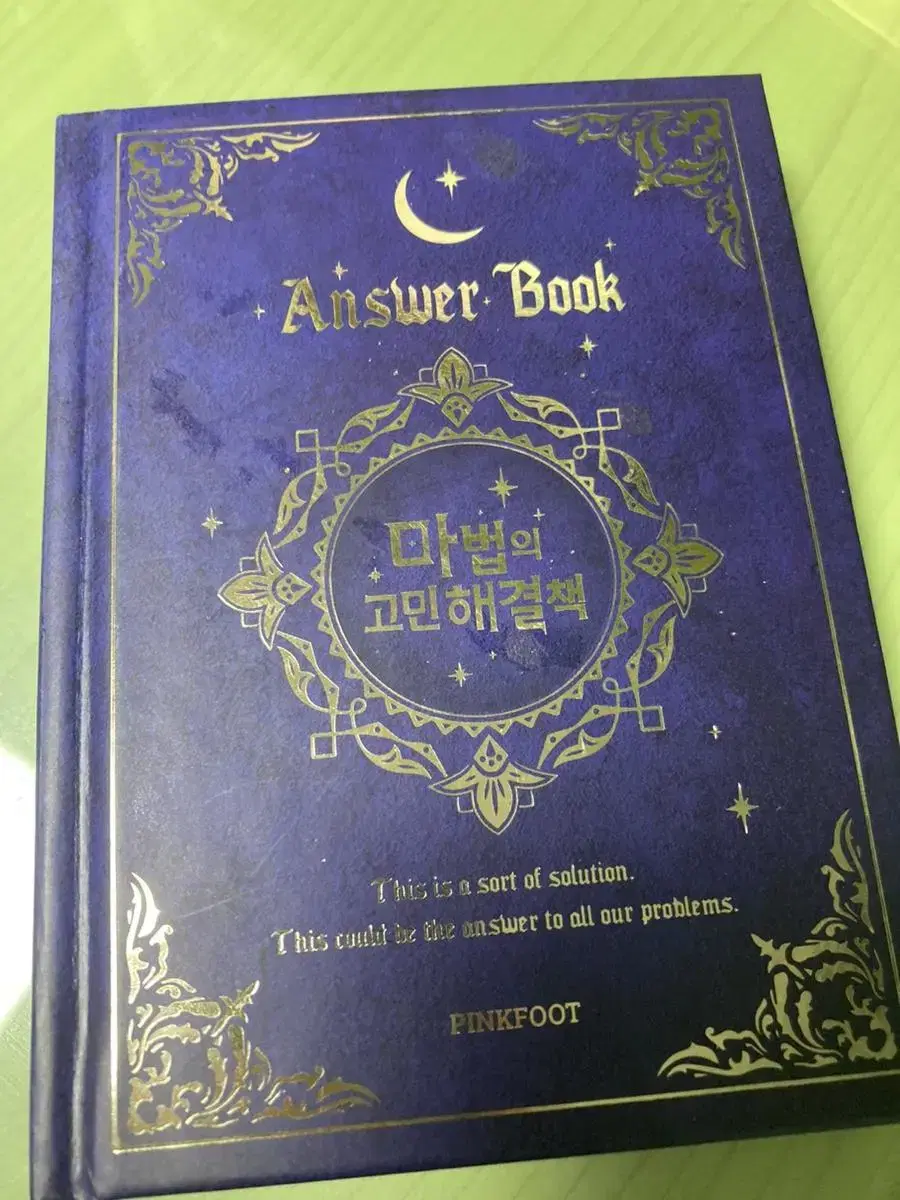 Answer Book
마법의
고민해결책
This is a sort of solution.
This could be the answer to all our problems.
PINKFOOT